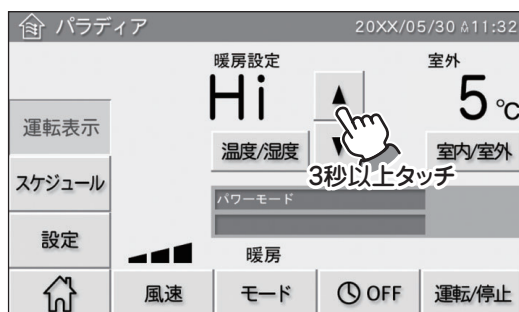 パラディア 20XX/05/30 11:32
暖房設定 室外
Hi ▲ 5℃
運転表示
温度/湿度 ▼ 室内/室外
3秒以上タッチ
スケジュール
パワーモード
設定
暖房
風速 モード OFF 運転/停止